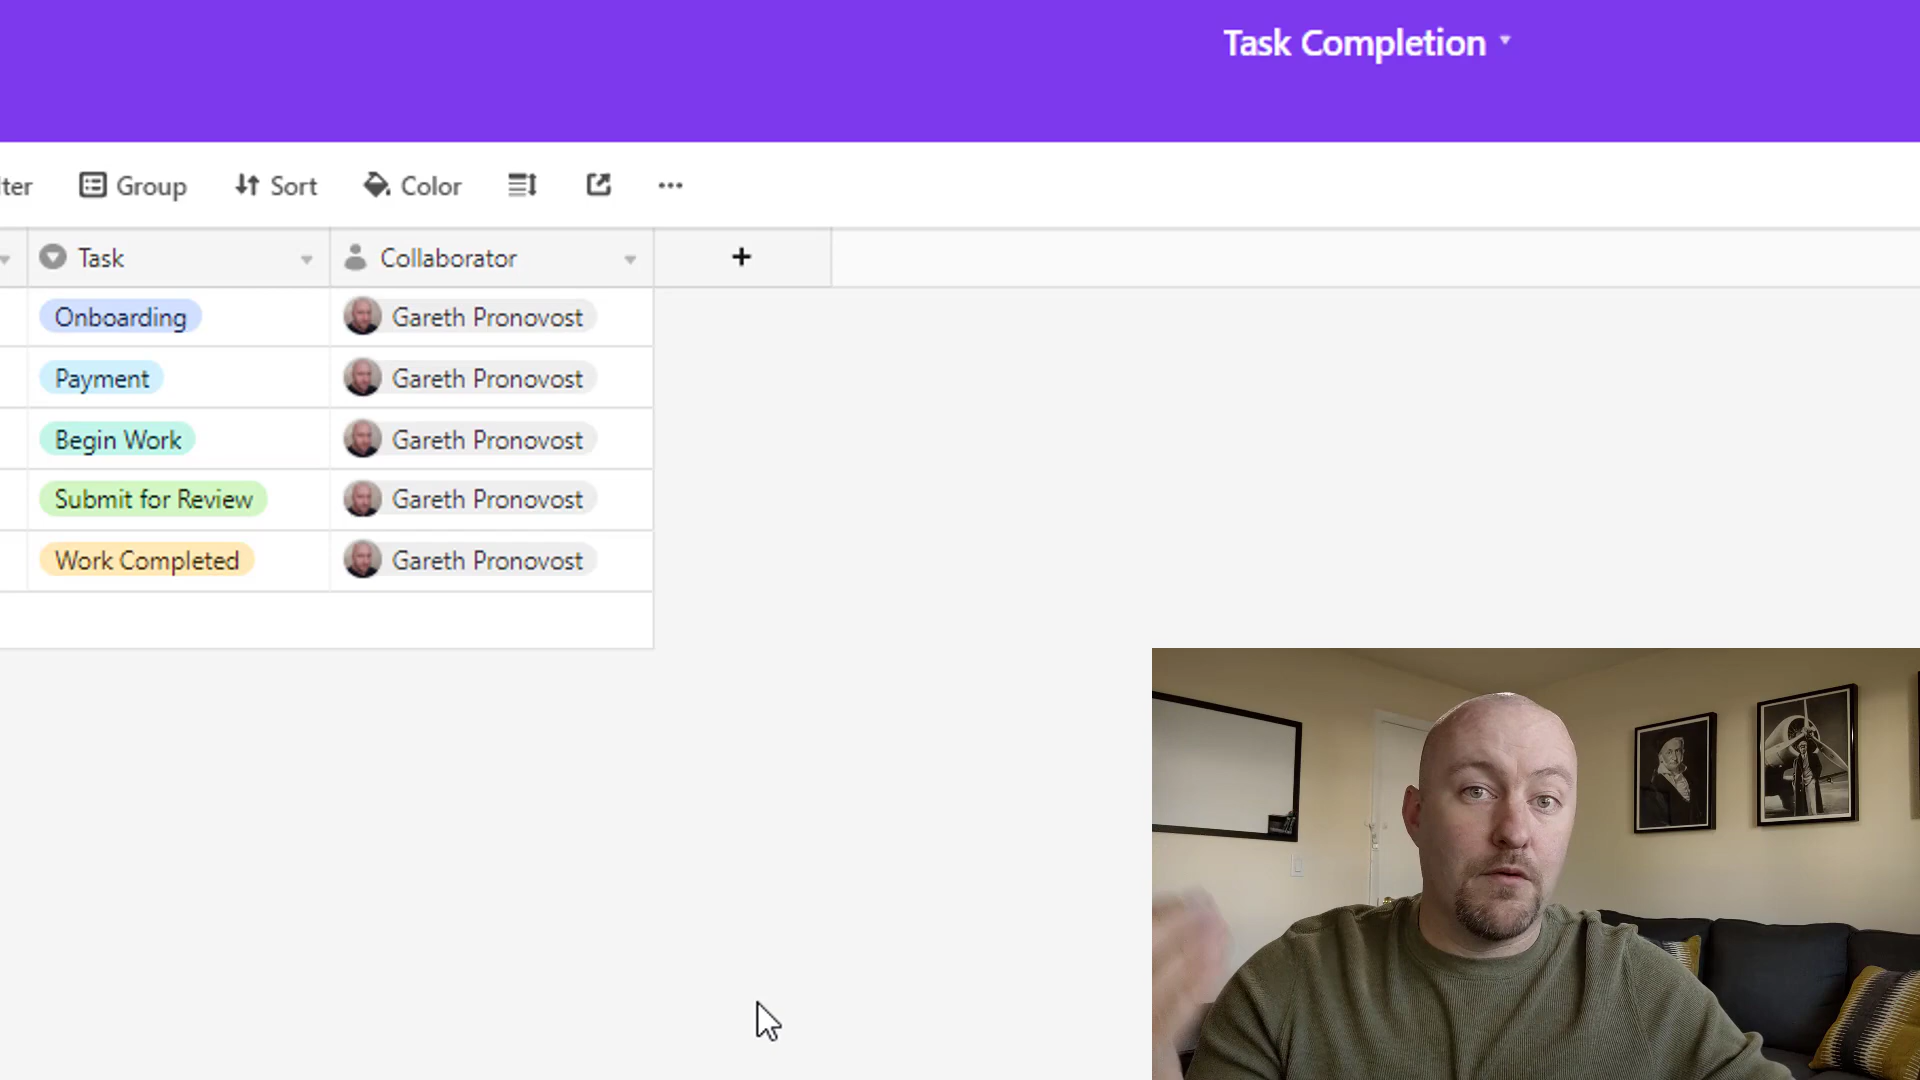 Task Completion
lter Group Sort Color
Task Collaborator
Onboarding Gareth Pronovost
Payment Gareth Pronovost
Begin Work Gareth Pronovost
Submit for Review Gareth Pronovost
Work Completed Gareth Pronovost